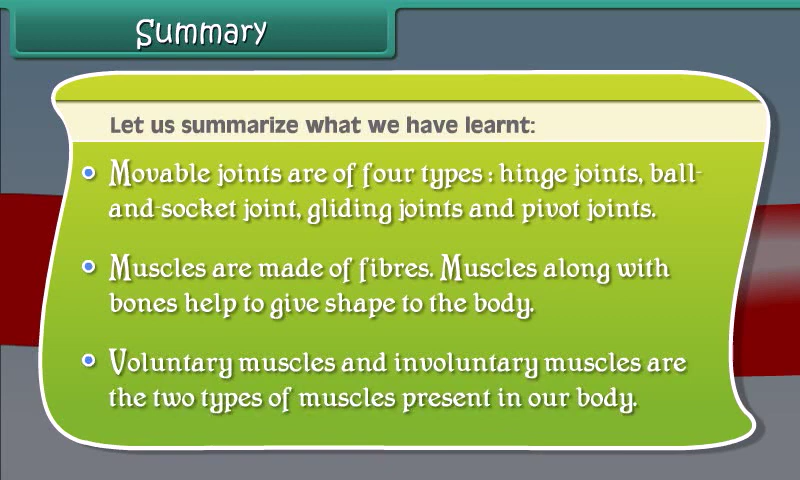 Summary
Let us summarize what we have learnt:
Movable joints are of four types : hinge joints, ball-
and-socket joint, gliding joints and pivot joints.
Muscles are made of fibres. Muscles along with
bones help to give shape to the body.
Voluntary muscles and involuntary muscles are
the two types of muscles present in our body.